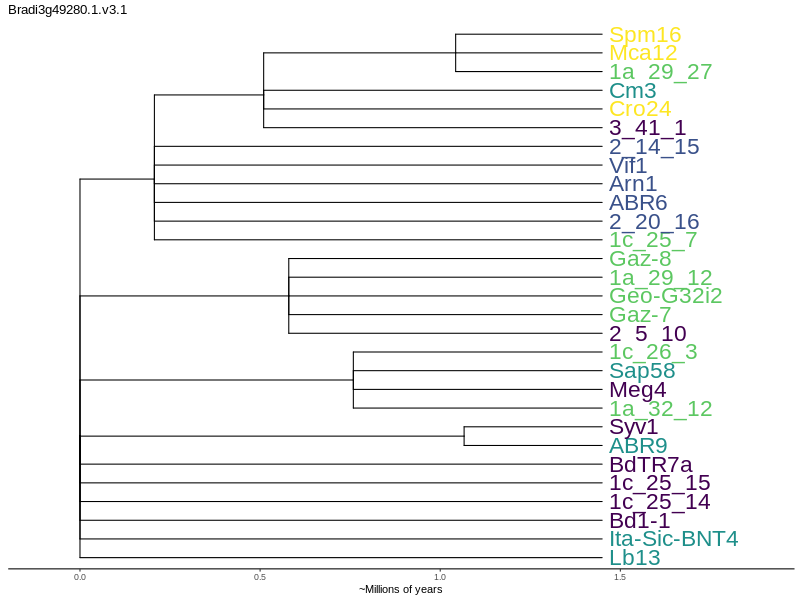 Bradi3g49280.1.v3.1
Spm16
Mca12
1a_29_27
Cm3
Cro24
3_41_1
2_14_15
Vif1
Arn1
ABR6
2_20_16
1c_25_7
Gaz-8
1a_29_12
Geo-G32i2
Gaz-7
2_5_10
1c_26_3
Sap58
Meg4
1a_32_12
Syv1
ABR9
BdTR7a
1c_25_15
1c_25_14
Bd1-1
Ita-Sic-BNT4
Lb13
0.0 0.5 1.0 1.5
~Millions of years